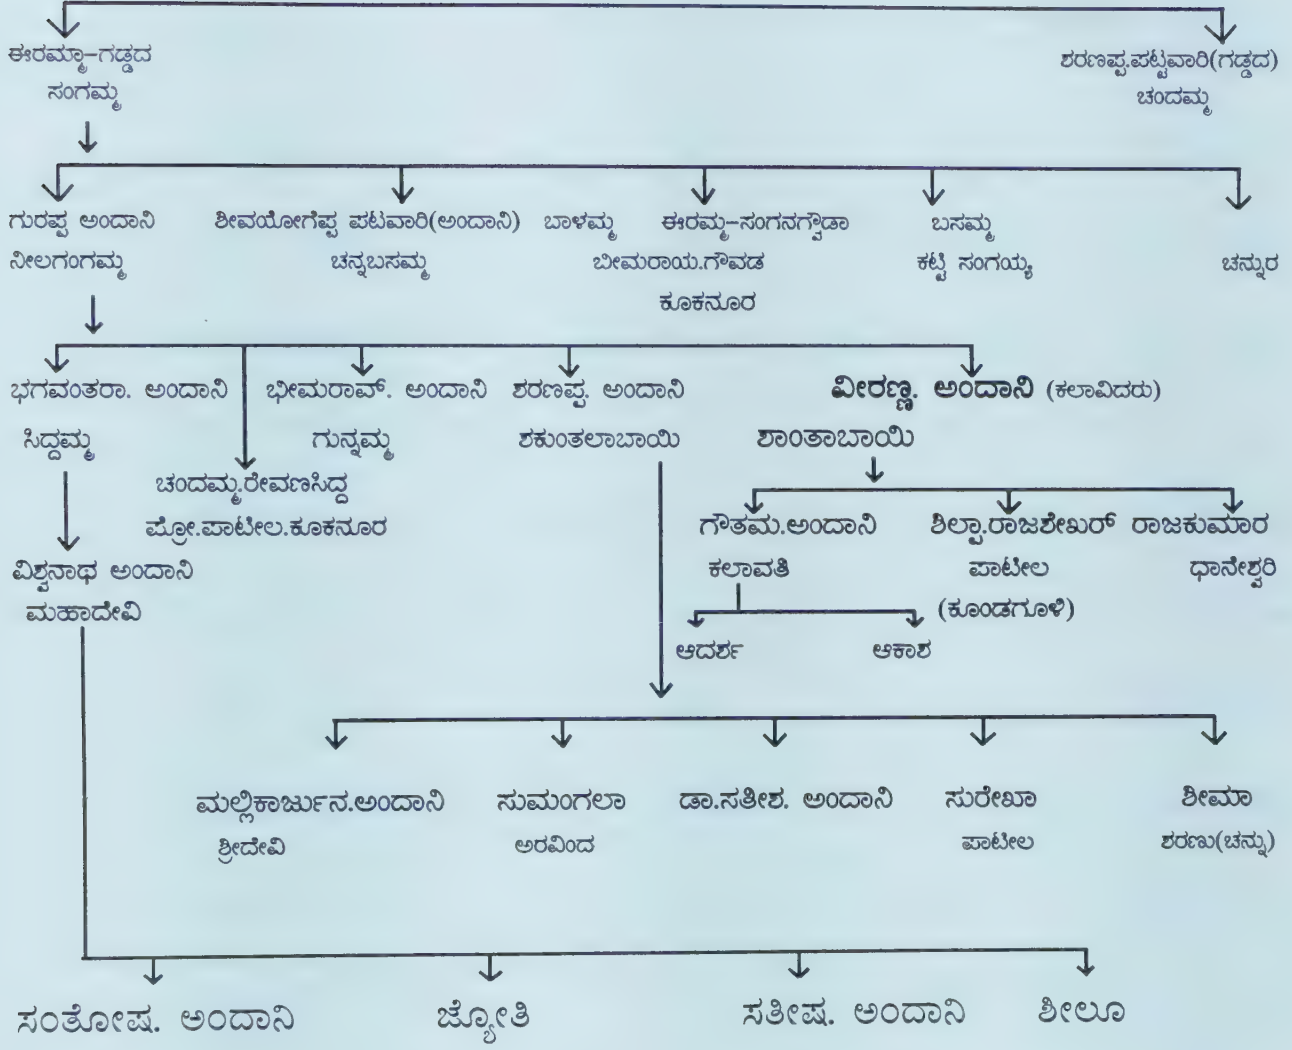 ಈರಮ್ಮಾ-ಗಡ್ಡದ ಶರಣಪ್ಪ.ಪಟ್ಟವಾರಿ(ಗಡ್ಡದ)
ಸಂಗಮ್ಮ ಚಂದಮ್ಮ
ಗುರಪ್ಪ ಅಂದಾನಿ ಶೀವಯೋಗೆಪ್ಪ ಪಟವಾರಿ(ಅಂದಾನಿ) ಬಾಳಮ್ಮ ಈರಮ್ಮ-ಸಂಗನಗೌಡಾ ಬಸಮ್ಮ
ನೀಲಗಂಗಮ್ಮ ಚನ್ನಬಸಮ್ಮ ಬೀಮರಾಯ.ಗೌವಡ ಕಟ್ಟಿ ಸಂಗಯ್ಯ ಚನ್ನುರ
ಕೂಕನೂರ
ಭಗವಂತರಾ. ಅಂದಾನಿ ಭೀಮರಾವ್. ಅಂದಾನಿ ಶರಣಪ್ಪ. ಅಂದಾನಿ ವೀರಣ್ಣ. ಅಂದಾನಿ (ಕಲಾವಿದರು)
ಸಿದ್ದಮ್ಮ ಗುನ್ನಮ್ಮ ಶಕುಂತಲಾಬಾಯಿ ಶಾಂತಾಬಾಯಿ
ಚಂದಮ್ಮ.ರೇವಣಸಿದ್ದ
ಪ್ರೋ.ಪಾಟೀಲ.ಕೂಕನೂರ
ಗೌತಮ.ಅಂದಾನಿ ಶಿಲ್ಪಾ.ರಾಜಶೇಖರ್ ರಾಜಕುಮಾರ
ಕಲಾವತಿ ಪಾಟೀಲ ಧಾನೇಶ್ವರಿ
(ಕೂಂಡಗೂಳಿ)
ವಿಶ್ವನಾಥ ಅಂದಾನಿ
ಮಹಾದೇವಿ
ಆದರ್ಶ ಆಕಾಶ
ಮಲ್ಲಿಕಾರ್ಜುನ.ಅಂದಾನಿ ಸುಮಂಗಲಾ ಡಾ.ಸತೀಶ. ಅಂದಾನಿ ಸುರೇಖಾ ಶೀಮಾ
ಶ್ರೀದೇವಿ ಅರವಿಂದ ಪಾಟೀಲ ಶರಣು(ಚನ್ನು)
ಸಂತೋಷ. ಅಂದಾನಿ ಜ್ಯೋತಿ ಸತೀಷ. ಅಂದಾನಿ ಶೀಲೂ